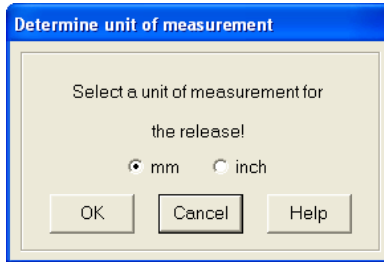 Determine unit of measurement
Select a unit of measurement for
the release!
mm inch
OK Cancel Help